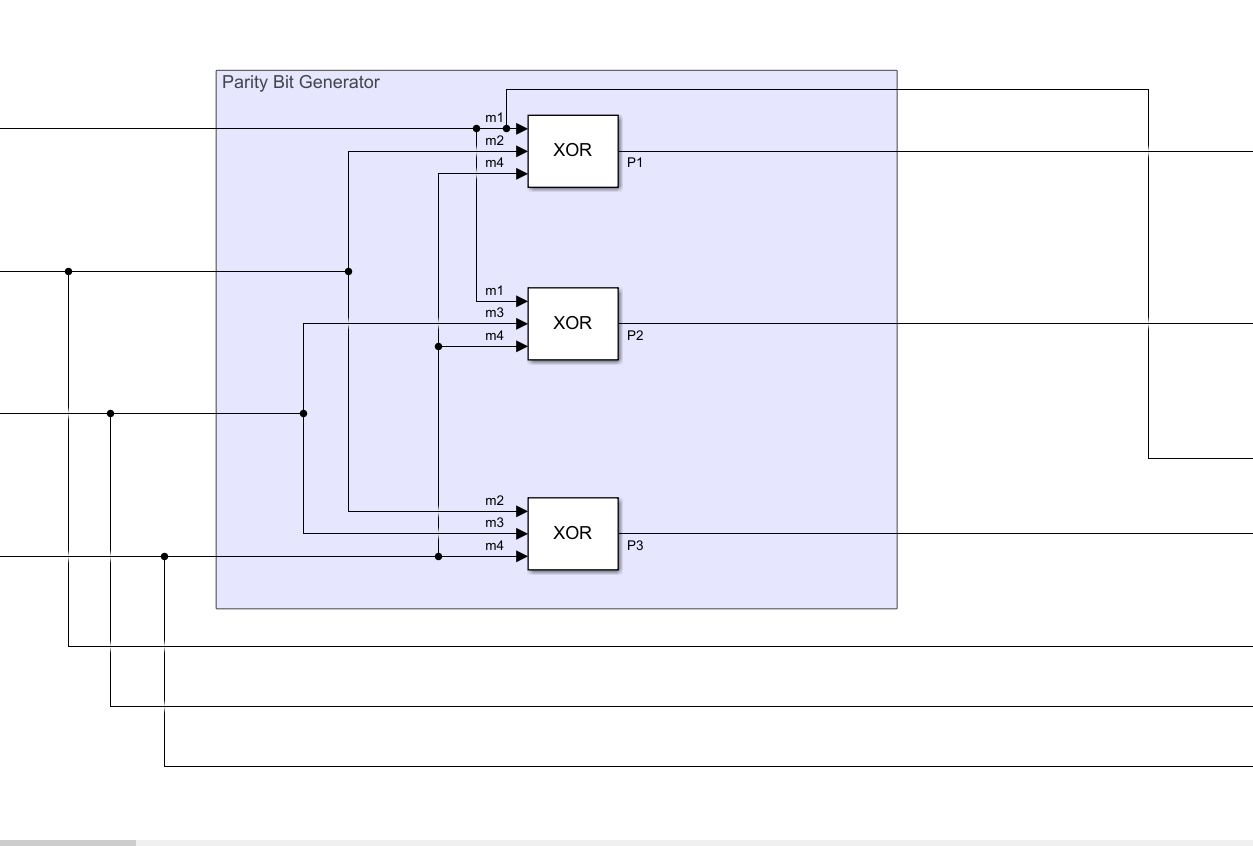 Parity Bit Generator
m1
m2
m4
XOR
P1
m1
m3
m4
XOR
P2
m2
m3
m4
XOR
P3